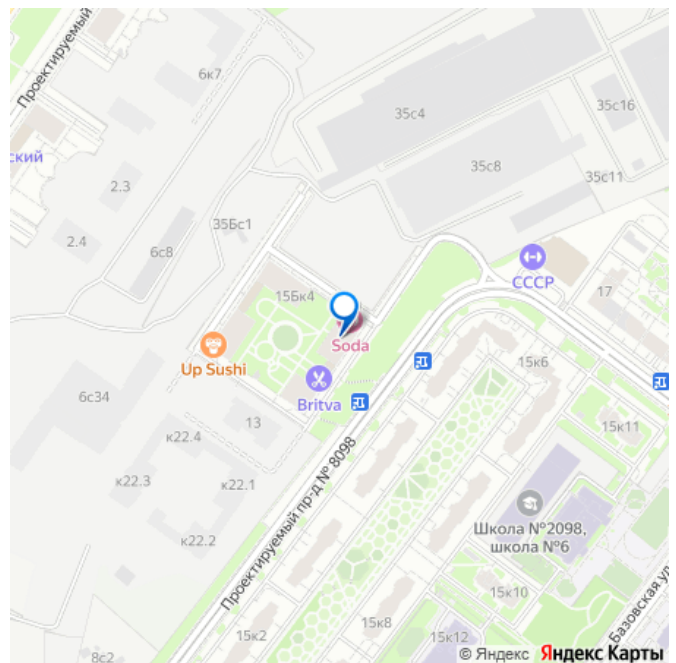 Проектируемый
6к7
35с4
35с16
ский
2.3
35с8
35с11
35Бс1
2.4
6с8
СССР
15Бк4
17
Soda
Up Sushi
15к6
Britva
6с34
13
15к11
к22.4
к22.3
к22.1
Школа №2098,
школа №6
к22.2
Проектируемый пр-д № 8098
15к10
Базовская ул
15к8
15к2
15к12
8с2
© Яндекс Яндекс Карты